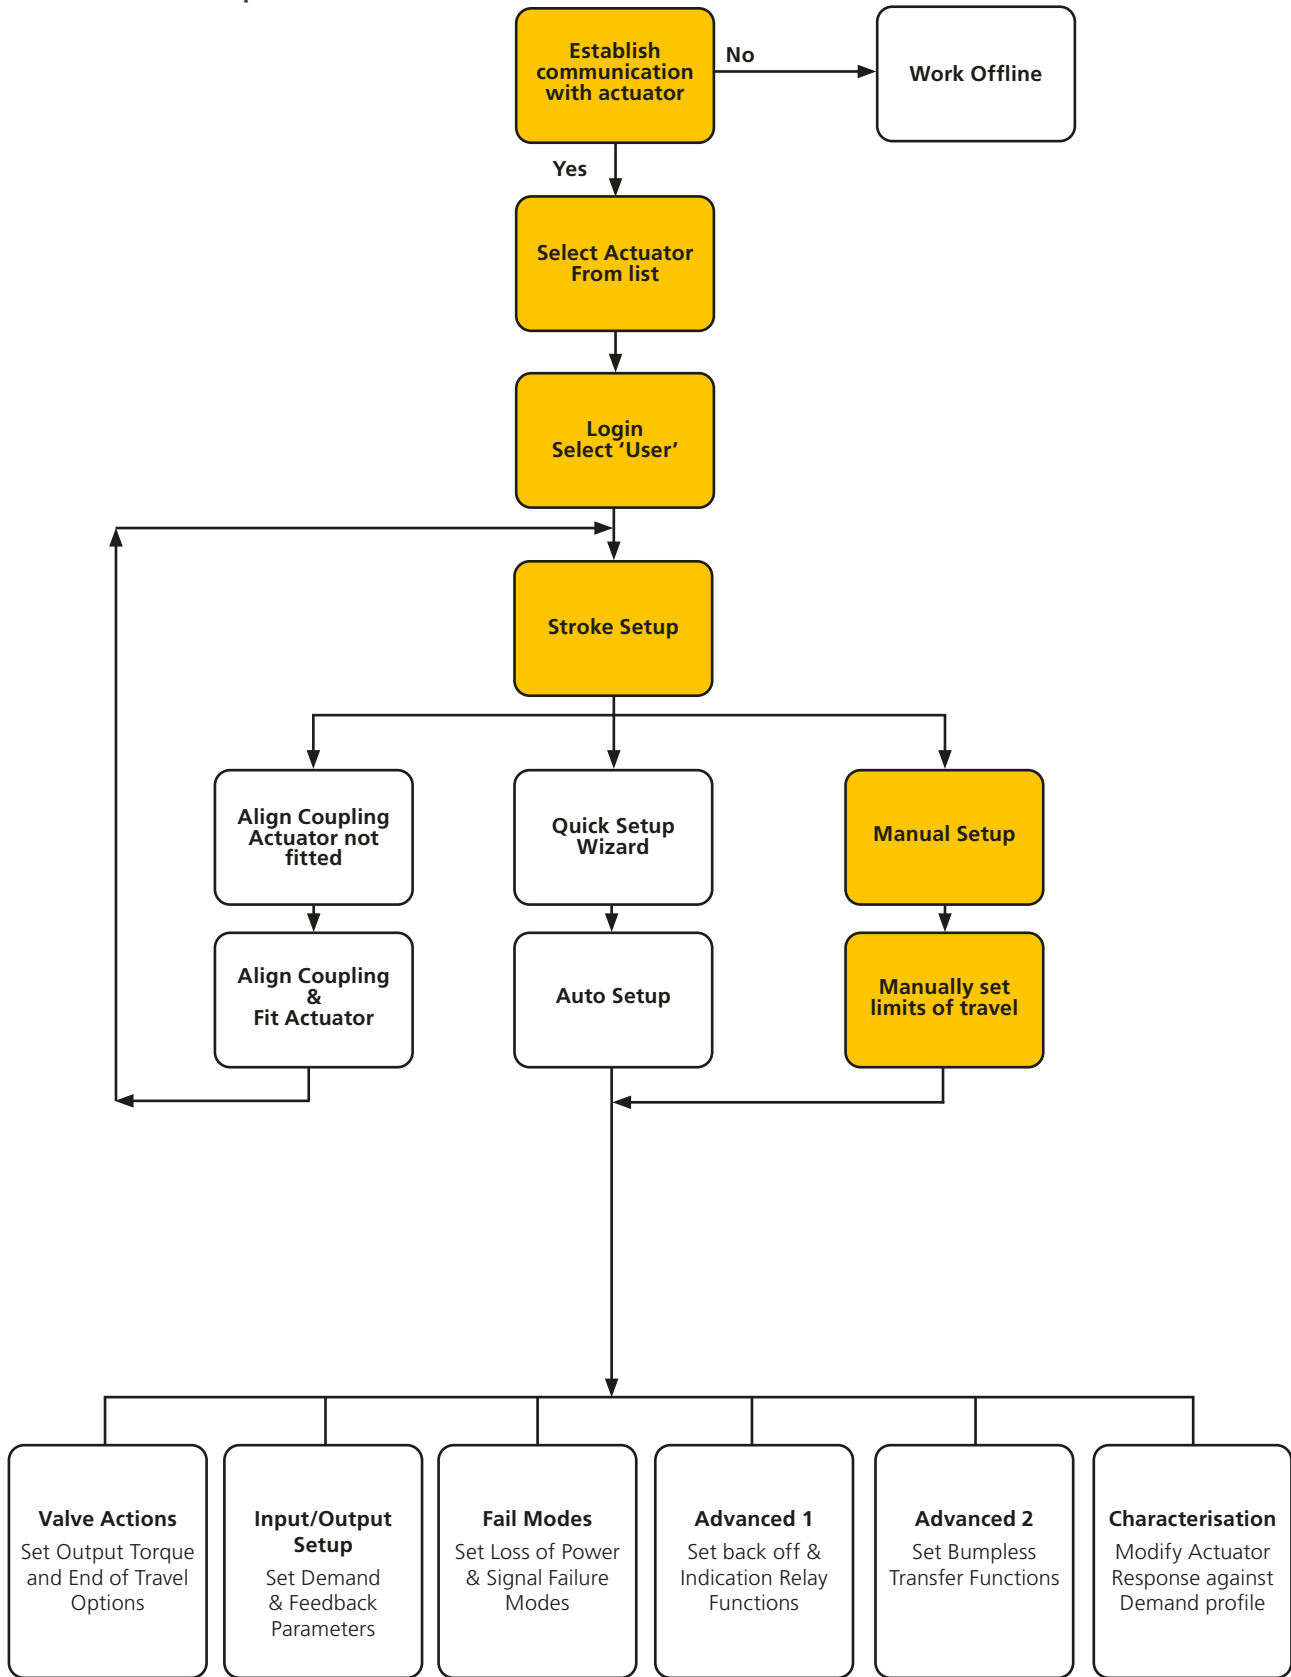 Establish
communication
with actuator
No
Work Offline
Yes
Select Actuator
From list
Login
Select ‘User’
Stroke Setup
Align Coupling
Actuator not
fitted
Quick Setup
Wizard
Manual Setup
Align Coupling
&
Fit Actuator
Auto Setup
Manually set
limits of travel
Valve Actions
Set Output Torque
and End of Travel
Options
Input/Output
Setup
Set Demand
& Feedback
Parameters
Fail Modes
Set Loss of Power
& Signal Failure
Modes
Advanced 1
Set back off &
Indication Relay
Functions
Advanced 2
Set Bumpless
Transfer Functions
Characterisation
Modify Actuator
Response against
Demand profile